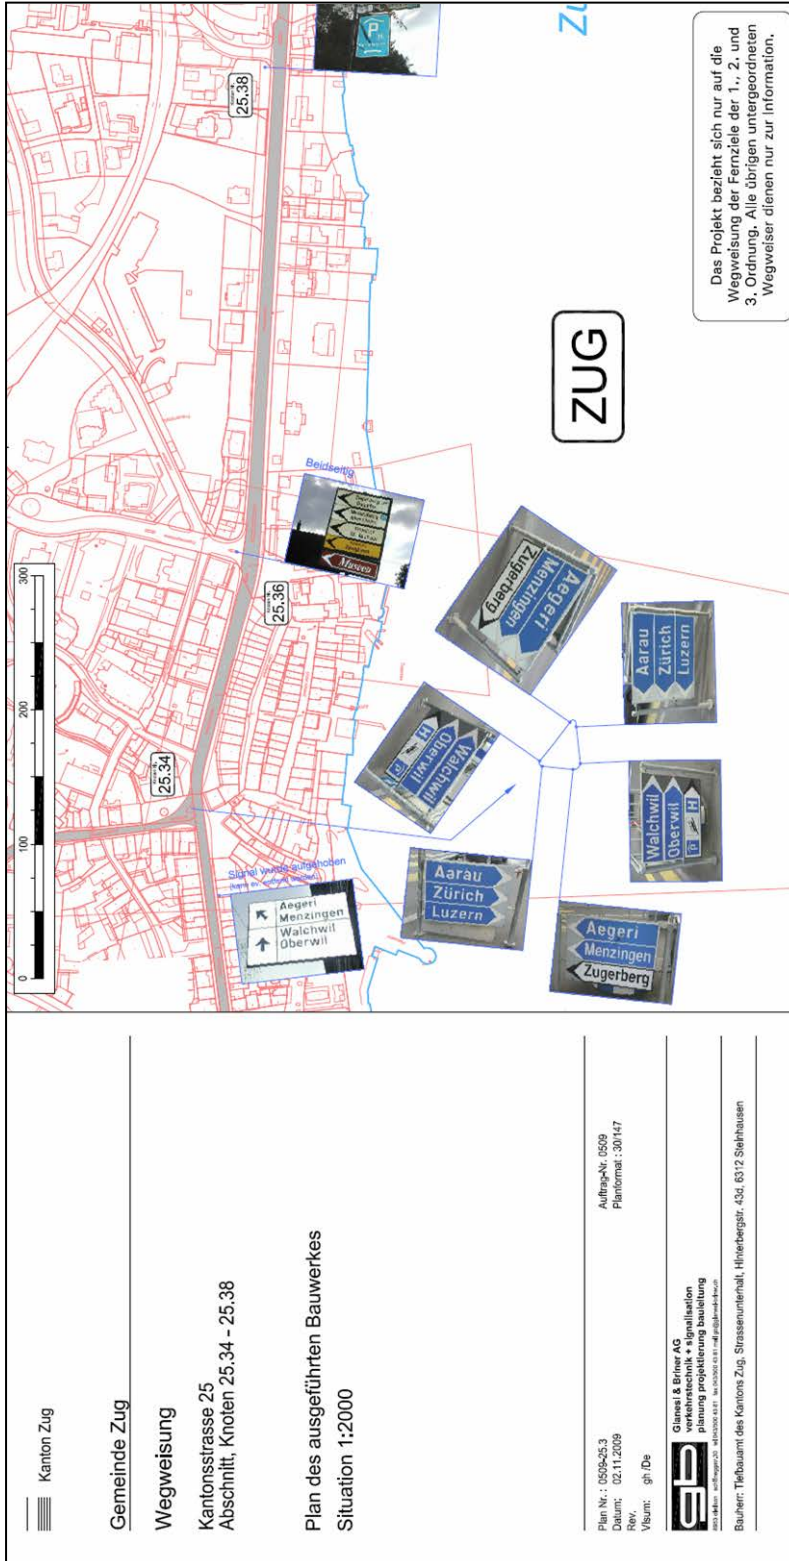 Kanton Zug
Gemeinde Zug
Wegweisung
Kantonsstrasse 25
Abschnitt, Knoten 25.34 - 25.38
Plan des ausgeführten Bauwerkes
Situation 1:2000
Plan Nr. : 0509-25.3
Datum: 02.11.2009
Rev.
Visum: gh /De
Auftrag-Nr. 0509
Planformat : 30/147
gb
Glanesl & Briner AG
verkehrstechnik + signalisation
planung projektierung bauleitung
Bauherr: Tiefbauamt des Kantons Zug, Strassenunterhalt, Hinterbergstr. 43d, 6312 Steinhausen
0
100
200
300
25.34
25.36
25.38
Signal wurde aufgehoben
Aegeri
Menzingen
Walchwil
Oberwil
Beidseitig
Museen
P
Zu
ZUG
P H
Oberwil
Walchwil
Zugerberg
Menzingen
Aegeri
Aarau
Zürich
Luzern
Aarau
Zürich
Luzern
Walchwil
Oberwil
P H
Aegeri
Menzingen
Zugerberg
Das Projekt bezieht sich nur auf die
Wegweisung der Fernziele der 1., 2. und
3. Ordnung. Alle übrigen untergeordneten
Wegweiser dienen nur zur Information.